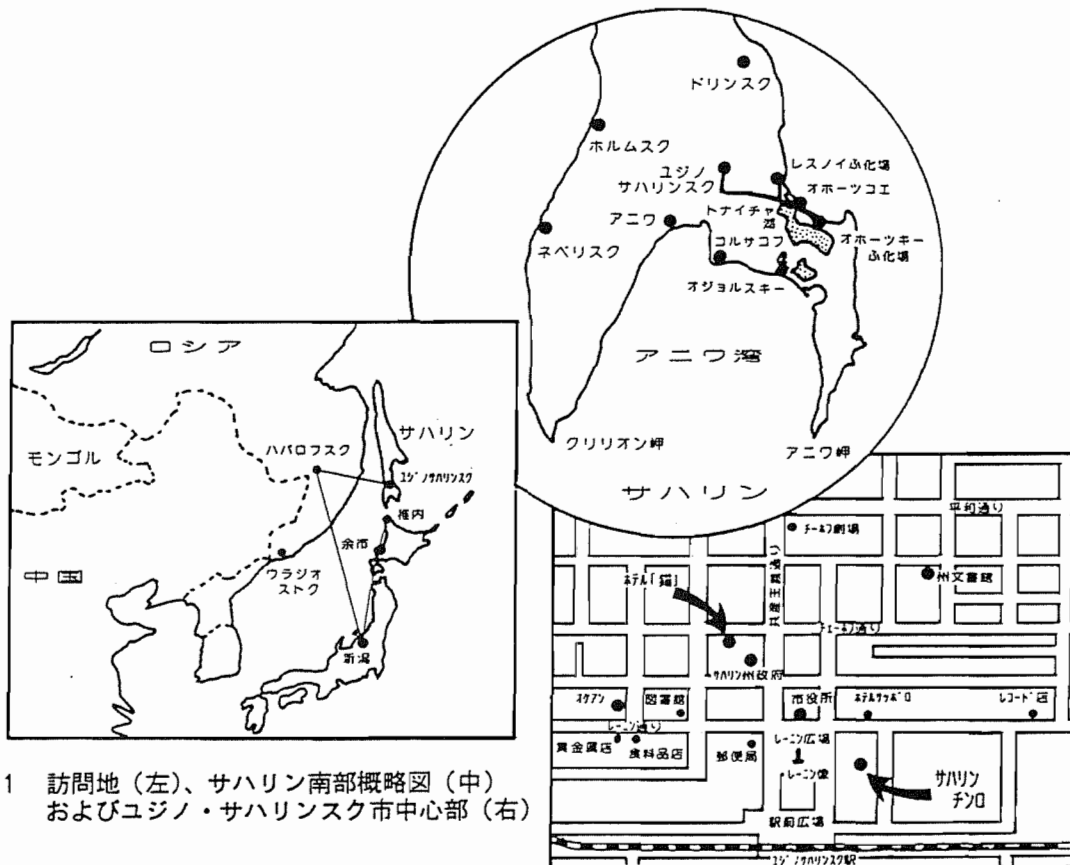 ドリンスク
ホルムスク
ユジノ
サハリンスク
レスノイふ化場
オホーツコエ
トナイチャ
湖
アニワ
オホーツキー
ふ化場
ネベリスク
コルサコフ
オジョルスキー
アニワ湾
クリリオン岬
アニワ岬
サハリン
ロシア
サハリン
モンゴル
ハバロフスク
ユジノサハリンスク
稚内
余市
中国
ウラジオ
ストク
新潟
平和通り
チェーホフ劇場
共産主義通り
ホテル「錨」
州文書館
チェーホフ通り
サハリン州政府
オケアン
図書館
市役所
ホテルサッポロ
レコード店
レーニン通り
貴金属店
食料品店
郵便局
レーニン広場
レーニン像
サハリン
チンロ
駅前広場
ユジノサハリンスク駅
1 訪問地(左)、サハリン南部概略図(中)
およびユジノ・サハリンスク市中心部(右)